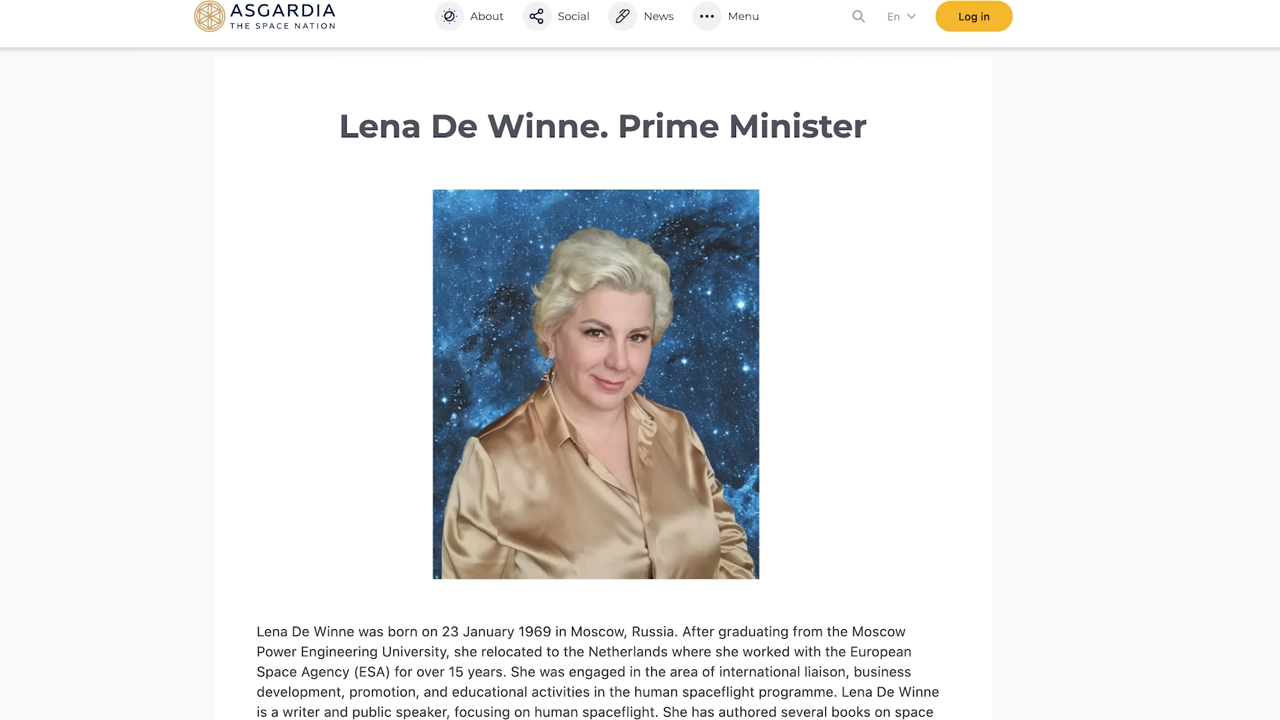 ASGARDIA
THE SPACE NATION
About
Social
News
Menu
En
Log in
Lena De Winne. Prime Minister
Lena De Winne was born on 23 January 1969 in Moscow, Russia. After graduating from the Moscow
Power Engineering University, she relocated to the Netherlands where she worked with the European
Space Agency (ESA) for over 15 years. She was engaged in the area of international liaison, business
development, promotion, and educational activities in the human spaceflight programme. Lena De Winne
is a writer and public speaker, focusing on human spaceflight. She has authored several books on space